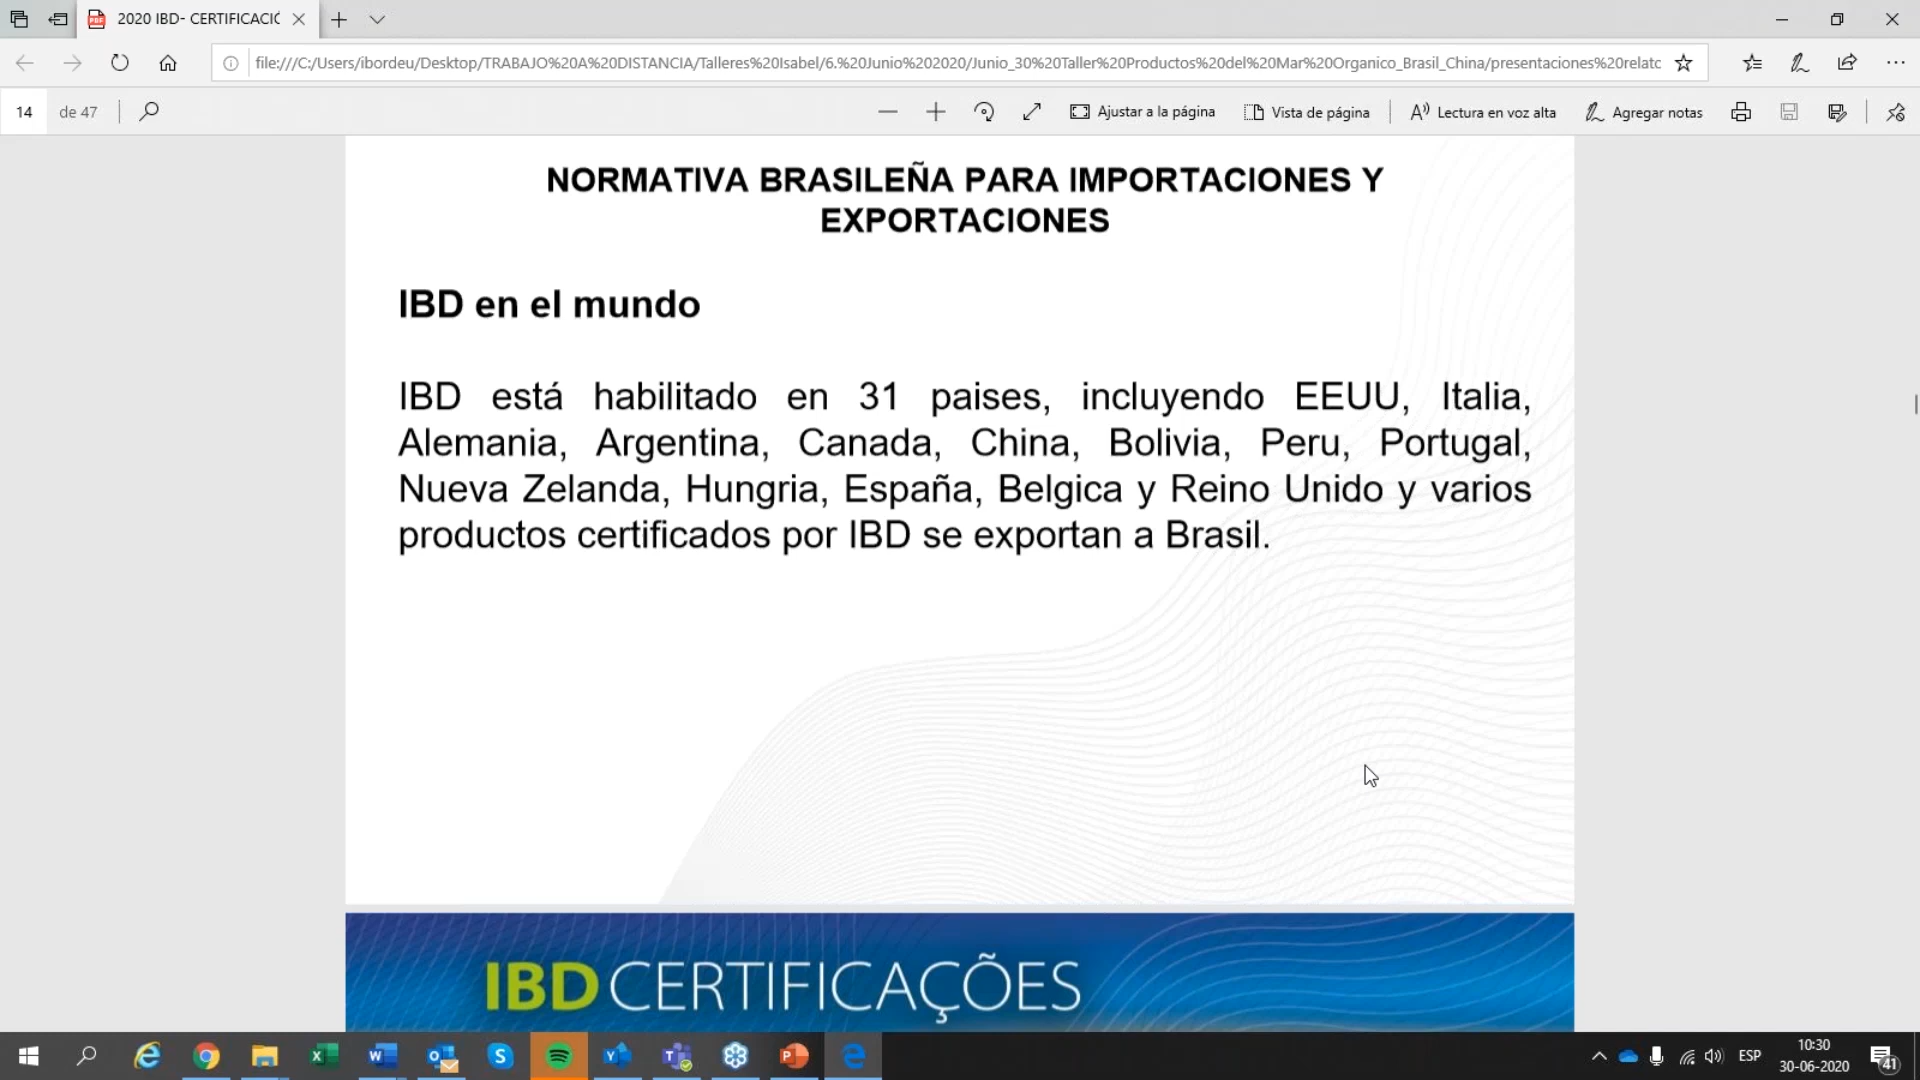 2020 IBD- CERTIFICACIÓ
file:///C:/Users/ibordeu/Desktop/TRABAJO%20A%20DISTANCIA/Talleres%20Isabel/6.%20Junio%202020/Junio_30%20Taller%20Productos%20del%20Mar%20Organico_Brasil_China/presentaciones%20relatc
14 de 47 Ajustar a la página Vista de página Lectura en voz alta Agregar notas
NORMATIVA BRASILEÑA PARA IMPORTACIONES Y
EXPORTACIONES
IBD en el mundo
IBD está habilitado en 31 paises, incluyendo EEUU, Italia,
Alemania, Argentina, Canada, China, Bolivia, Peru, Portugal,
Nueva Zelanda, Hungria, España, Belgica y Reino Unido y varios
productos certificados por IBD se exportan a Brasil.
IBD CERTIFICAÇÕES
ESP
10:30
30-06-2020
41